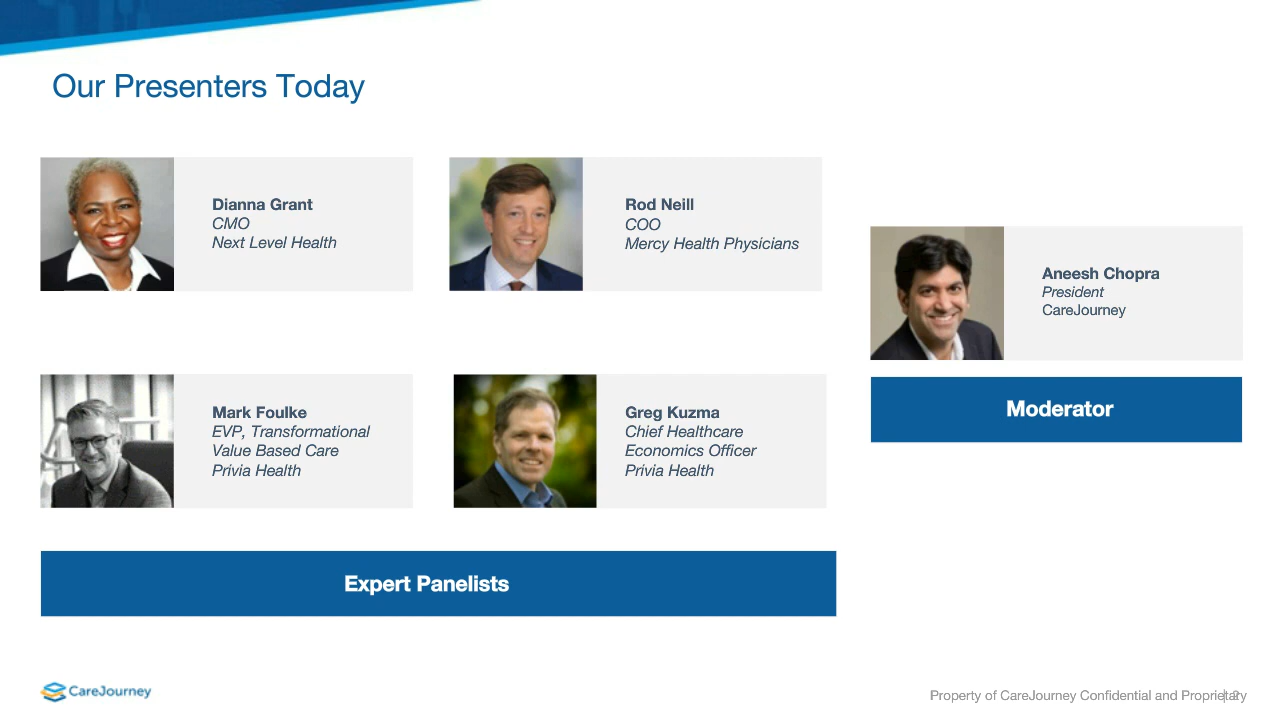 Our Presenters Today
Dianna Grant
CMO
Next Level Health
Rod Neill
COO
Mercy Health Physicians
Mark Foulke
EVP, Transformational
Value Based Care
Privia Health
Greg Kuzma
Chief Healthcare
Economics Officer
Privia Health
Expert Panelists
Aneesh Chopra
President
CareJourney
Moderator
CareJourney
Property of CareJourney Confidential and Proprietary
| 2